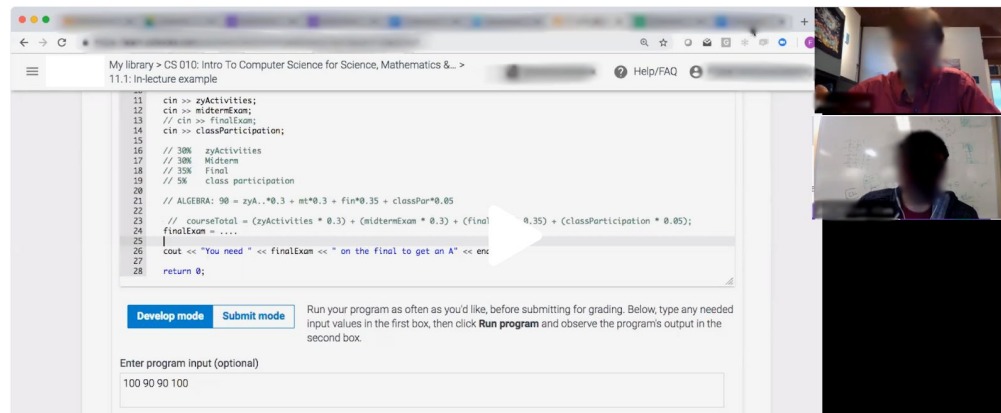 My library > CS 010: Intro To Computer Science for Science, Mathematics &... >
11.1: In-lecture example
Help/FAQ
11 cin >> zyActivities;
12 cin >> midtermExam;
13 // cin >> finalExam;
14 cin >> classParticipation;
15
16 // 30% zyActivities
17 // 30% Midterm
18 // 35% Final
19 // 5% class participation
20
21 // ALGEBRA: 90 = zyA..*0.3 + mt*0.3 + fin*0.35 + classPar*0.05
22
23 // courseTotal = (zyActivities * 0.3) + (midtermExam * 0.3) + (final 0.35) + (classParticipation * 0.05);
24 finalExam = ....
25
26 cout << "You need " << finalExam << " on the final to get an A" <<
27
28 return 0;
Develop mode
Submit mode
Run your program as often as you'd like, before submitting for grading. Below, type any needed
input values in the first box, then click Run program and observe the program's output in the
second box.
Enter program input (optional)
100 90 90 100